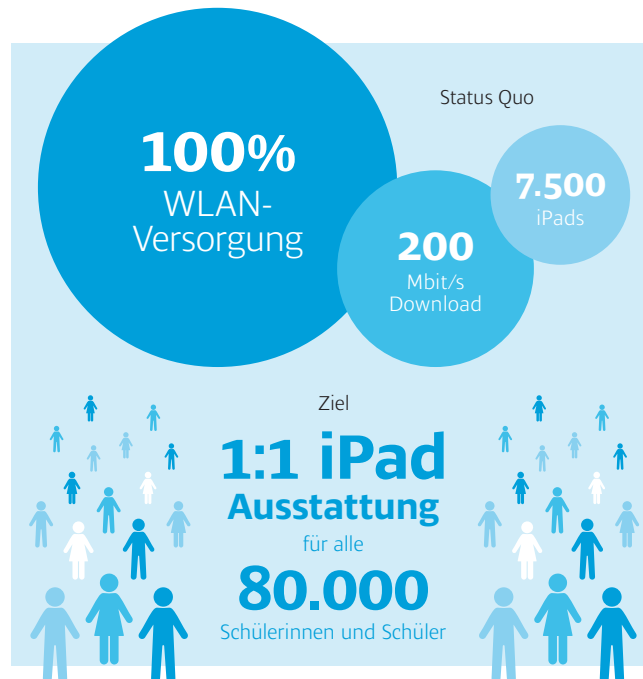 Status Quo
100%
WLAN-
Versorgung
200
Mbit/s
Download
7.500
iPads
Ziel
1:1 iPad
Ausstattung
für alle
80.000
Schülerinnen und Schüler